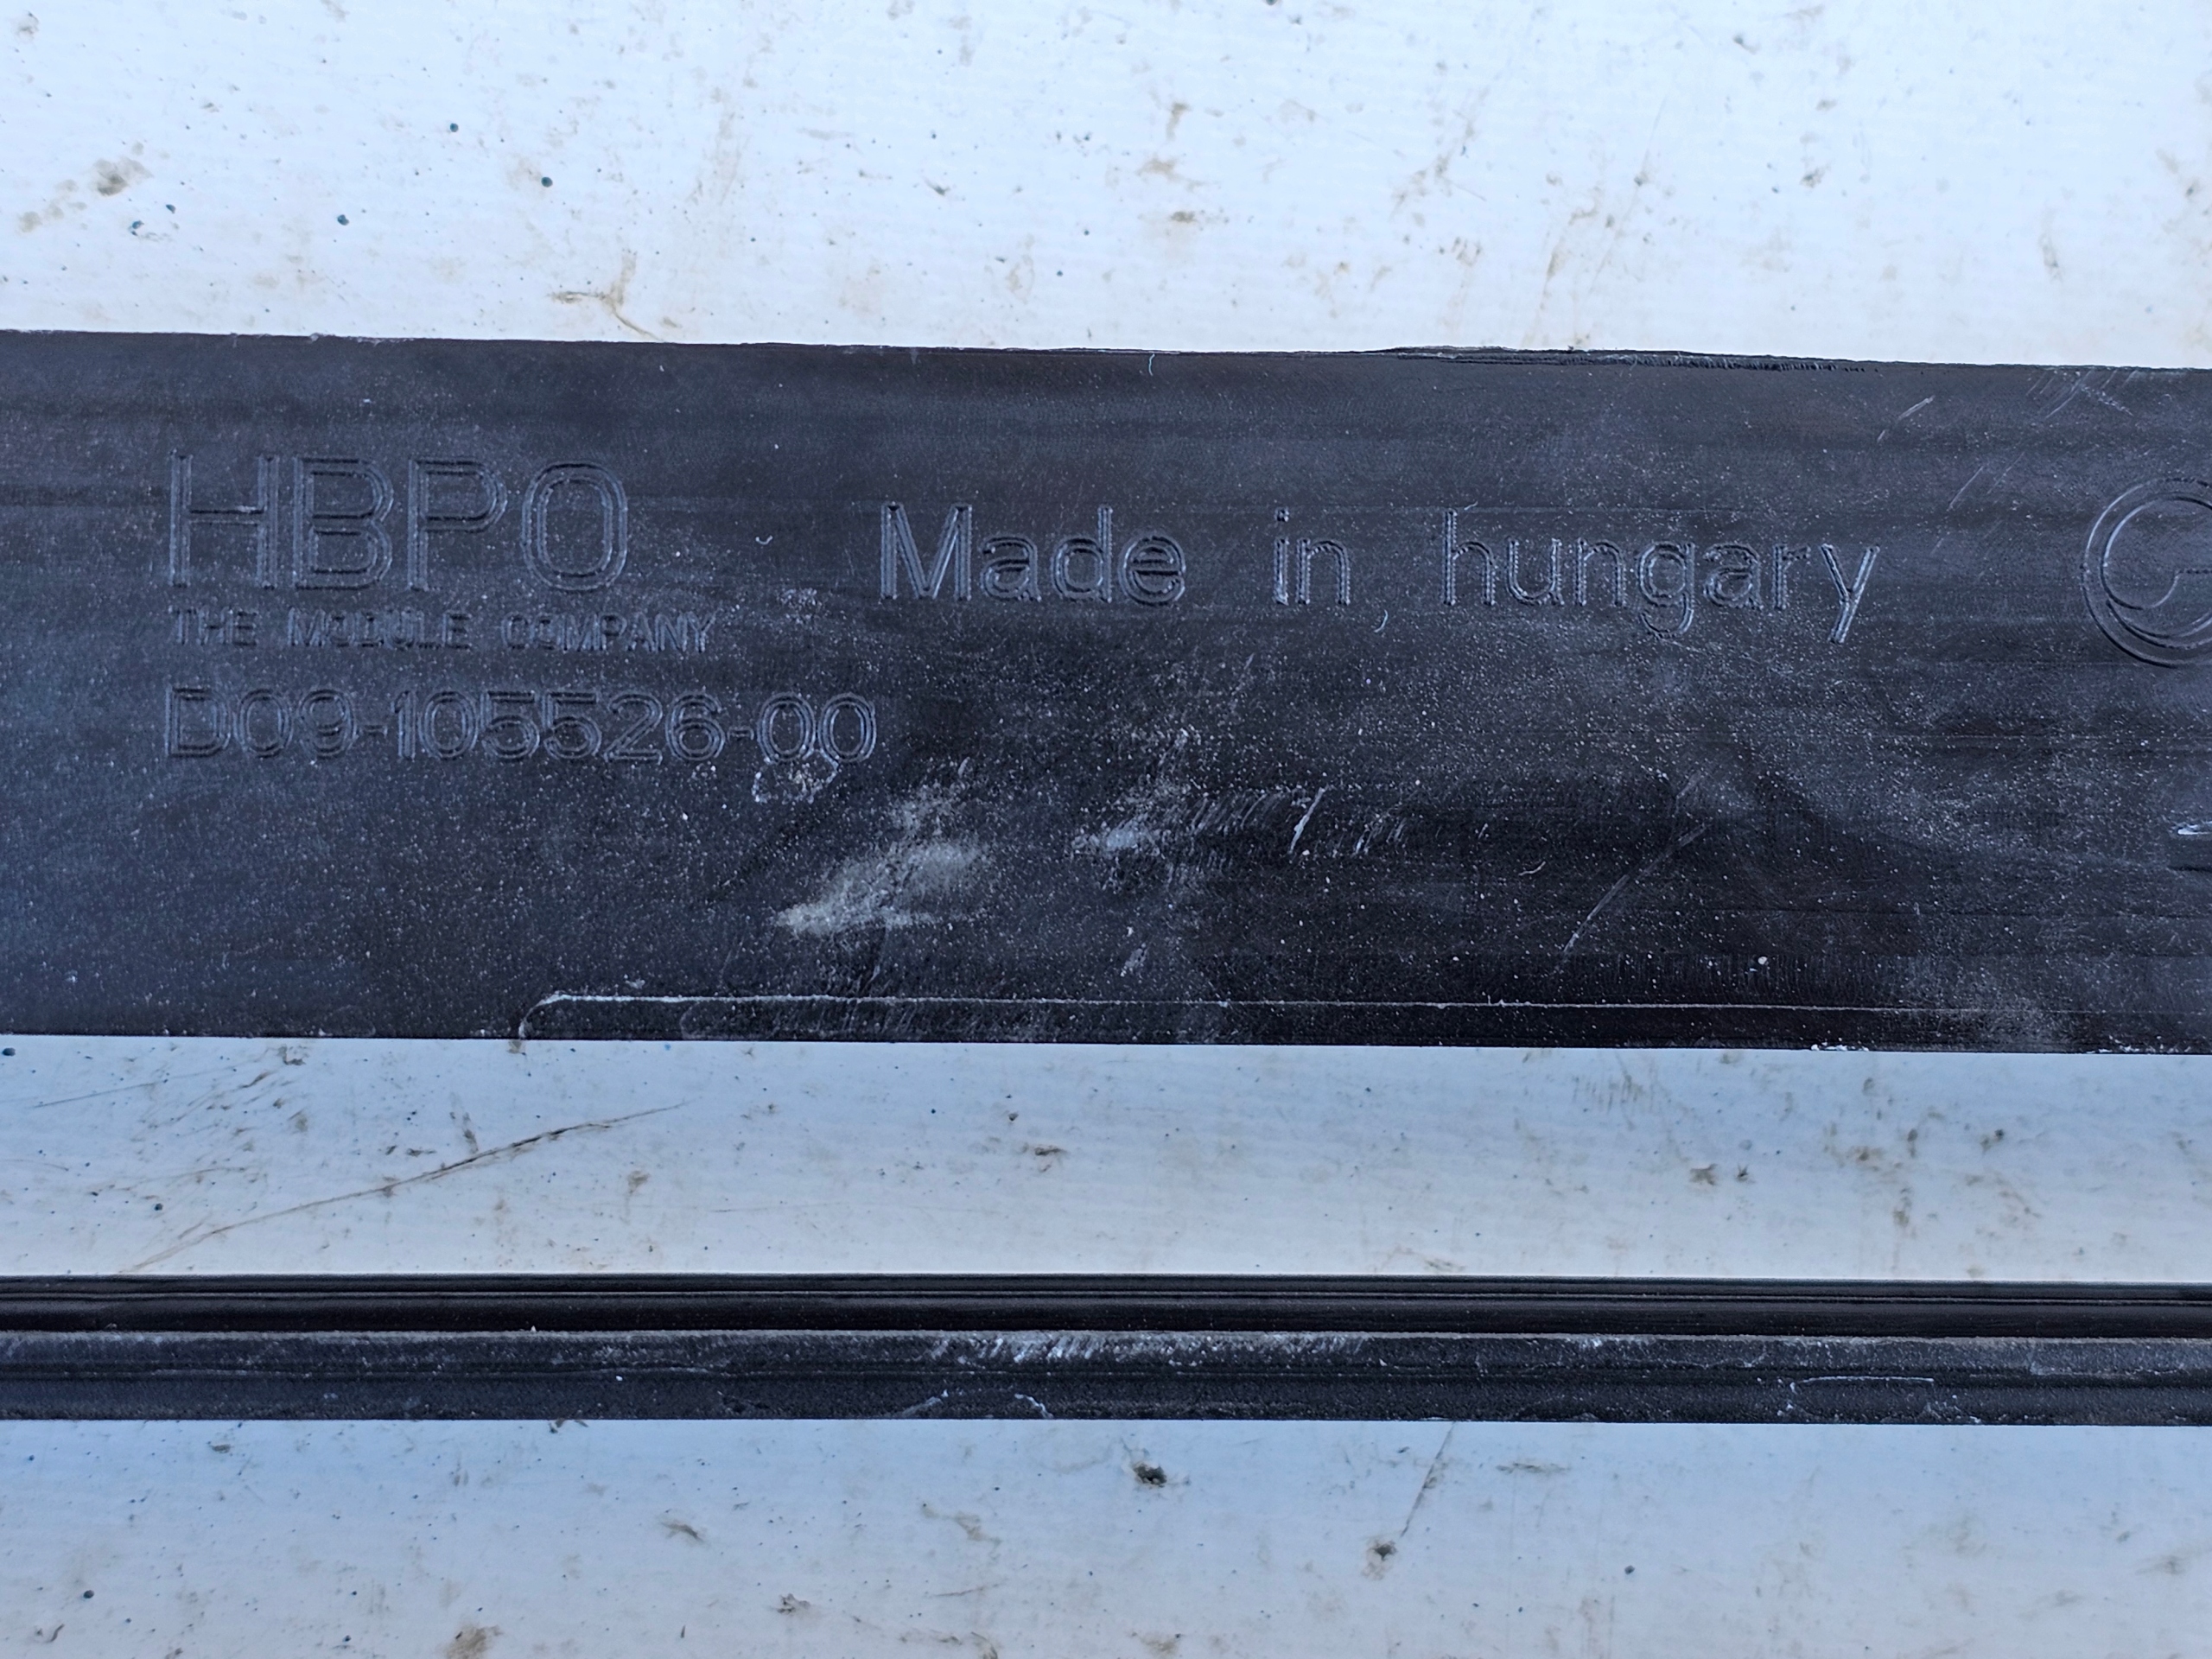 HBPO
Made in hungary
THE MODULE COMPANY
D09-105526-00